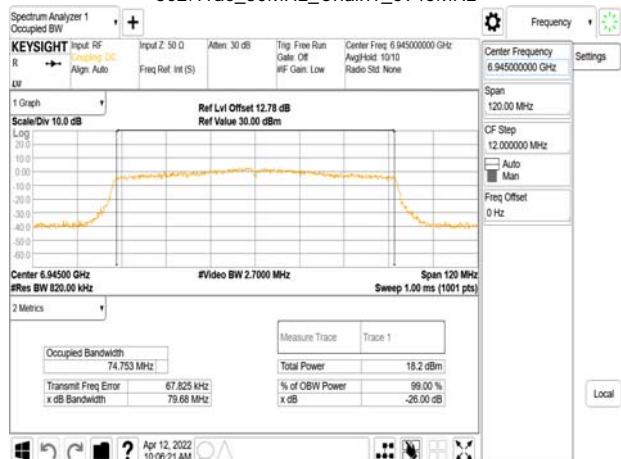 Spectrum Analyzer 1
Occupied BW
+
Frequency
KEYSIGHT
R
Input: RF
Coupling: DC
Align: Auto
Input Z: 50 Ω
Freq Ref: Int (S)
Atten: 30 dB
Trig: Free Run
Gate: Off
#IF Gain: Low
Center Freq: 6.945000000 GHz
Avg|Hold: 10/10
Radio Std: None
Center Frequency
6.945000000 GHz
Settings
Span
120.00 MHz
CF Step
12.000000 MHz
Auto
Man
Freq Offset
0 Hz
Local
1 Graph
Scale/Div 10.0 dB
Ref Lvl Offset 12.78 dB
Ref Value 30.00 dBm
Log
20.0
10.0
0.00
-10.0
-20.0
-30.0
-40.0
-50.0
-60.0
Center 6.94500 GHz
#Video BW 2.7000 MHz
Span 120 MHz
#Res BW 820.00 kHz
Sweep 1.00 ms (1001 pts)
2 Metrics
Measure Trace
Trace 1
Occupied Bandwidth
74.753 MHz
Total Power
18.2 dBm
Transmit Freq Error
67.825 kHz
% of OBW Power
99.00 %
x dB Bandwidth
79.68 MHz
x dB
-26.00 dB
?
Apr 12, 2022
10:06:21 AM